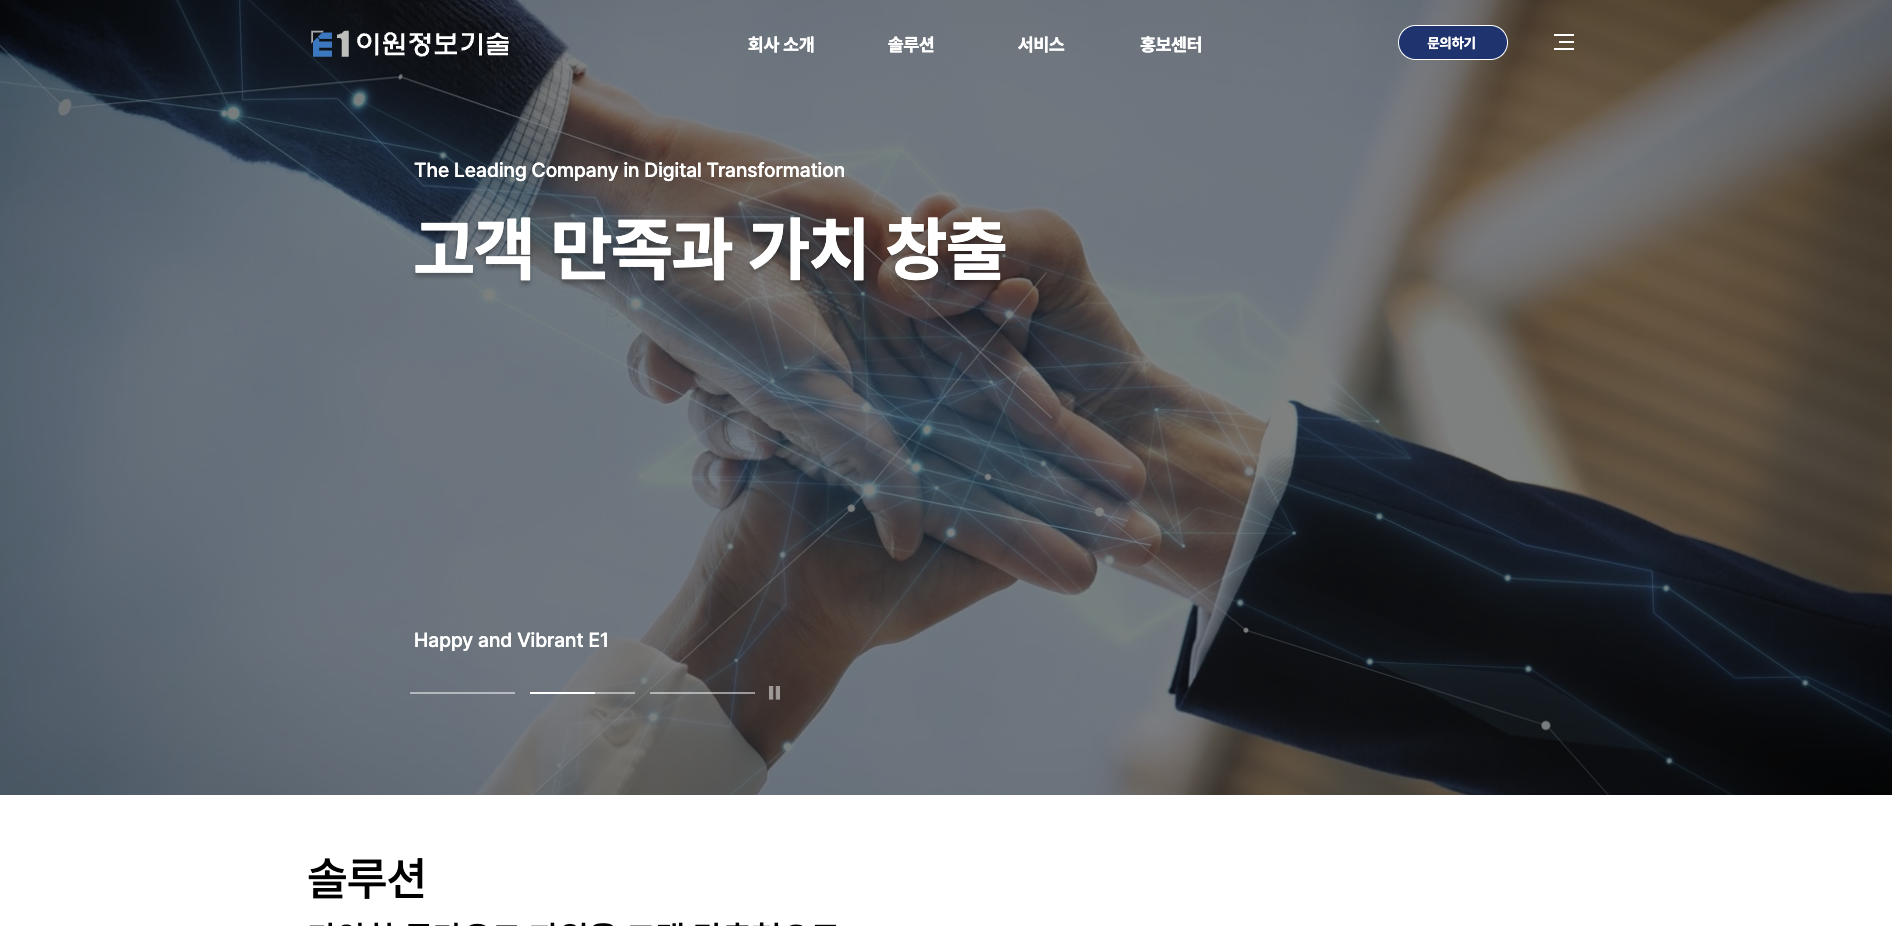 E1 이원정보기술
회사 소개
솔루션
서비스
홍보센터
문의하기
The Leading Company in Digital Transformation
고객 만족과 가치 창출
Happy and Vibrant E1
솔루션